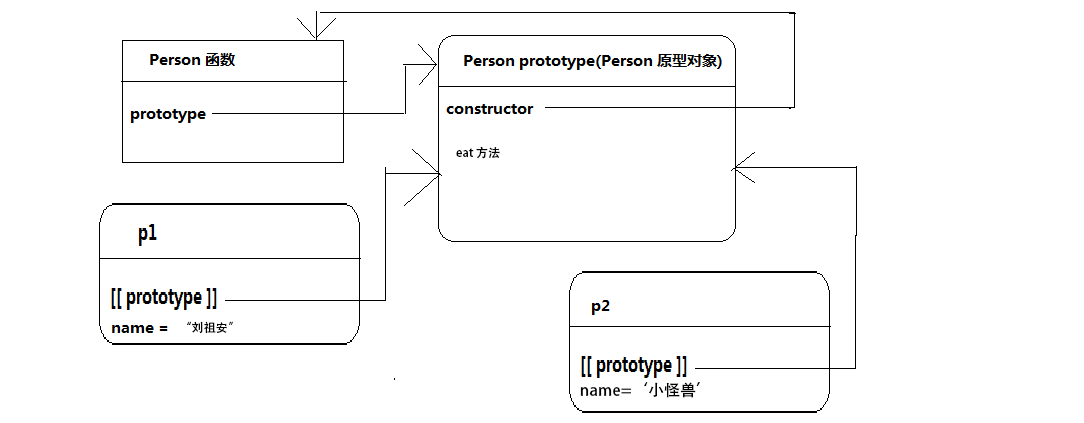 Person 函数
prototype
Person prototype(Person 原型对象)
constructor
eat 方法
p1
[[ prototype ]]
name = “刘祖安”
p2
[[ prototype ]]
name= ‘小怪兽’